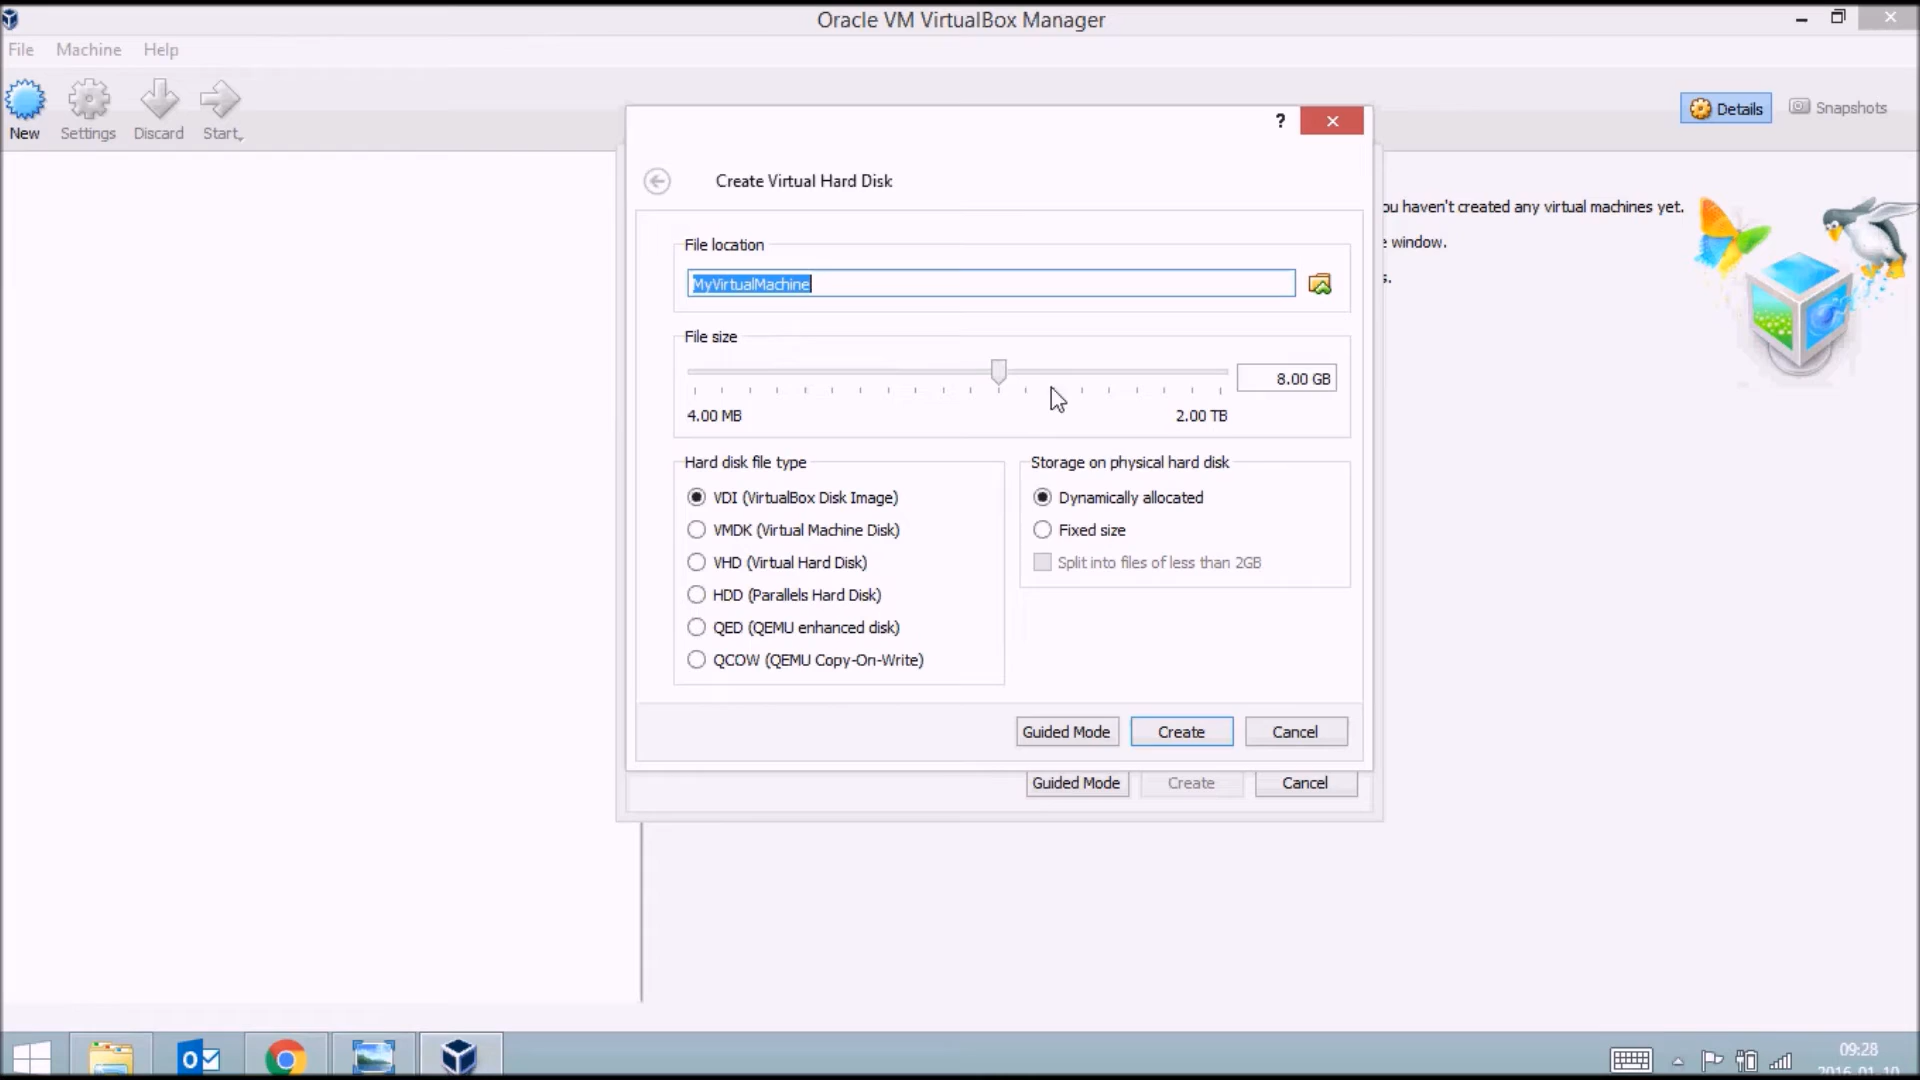 Oracle VM VirtualBox Manager
File Machine Help
New Settings Discard Start
Details Snapshots
? 
Create Virtual Hard Disk
ou haven't created any virtual machines yet.
window.
s.
File location
MyVirtualMachine
File size
8.00 GB
4.00 MB 2.00 TB
Hard disk file type
Storage on physical hard disk
VDI (VirtualBox Disk Image)
Dynamically allocated
VMDK (Virtual Machine Disk)
Fixed size
VHD (Virtual Hard Disk)
Split into files of less than 2GB
HDD (Parallels Hard Disk)
QED (QEMU enhanced disk)
QCOW (QEMU Copy-On-Write)
Guided Mode Create Cancel
Guided Mode Create Cancel
09:28
2016-01-10